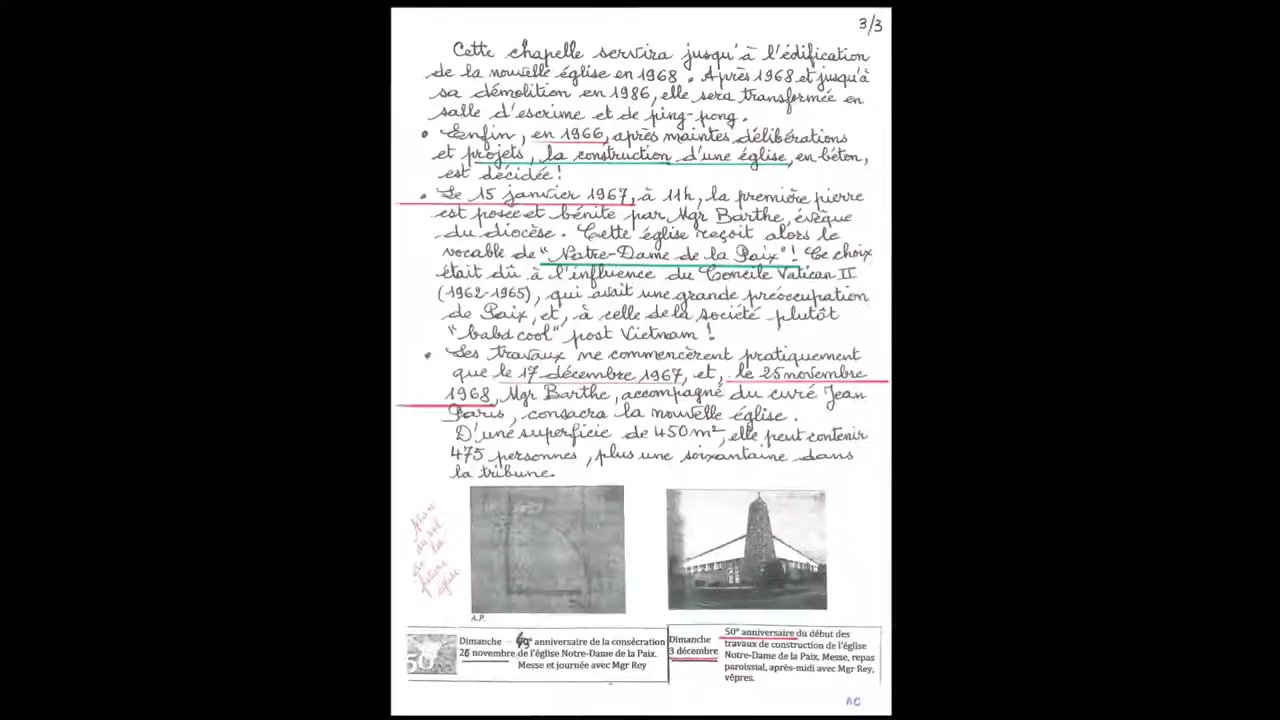 3/3
Cette chapelle servira jusqu'à l'édification
de la nouvelle église en 1968. Après 1968 et jusqu'à
sa démolition en 1986, elle sera transformée en
salle d'escrime et de ping-pong.
• Enfin, en 1966, après maintes délibérations
et projets, la construction d'une église, en béton,
est décidée!
• Le 15 janvier 1967, à 11h, la première pierre
est posée et bénite par Mgr Barthe, évêque
du diocèse. Cette église reçoit alors le
vocable de "Notre-Dame de la Paix"! Ce choix
était dû à l'influence du Concile Vatican II
(1962-1965), qui avait une grande préoccupation
de Paix, et, à celle de la société plutôt
"baba cool" post Vietnam!
• Les travaux ne commencèrent pratiquement
que le 17 décembre 1967, et, le 25 novembre
1968, Mgr Barthe, accompagné du curé Jean
Paris, consacra la nouvelle église.
D'une superficie de 450 m², elle peut contenir
475 personnes, plus une soixantaine dans
la tribune.
plan
au sol
de la
future
église
A.P.
50
Dimanche - 49e anniversaire de la consécration
26 novembre de l'église Notre-Dame de la Paix.
Messe et journée avec Mgr Rey
Dimanche
3 décembre
50e anniversaire du début des
travaux de construction de l'église
Notre-Dame de la Paix. Messe, repas
paroissial, après-midi avec Mgr Rey,
vêpres.